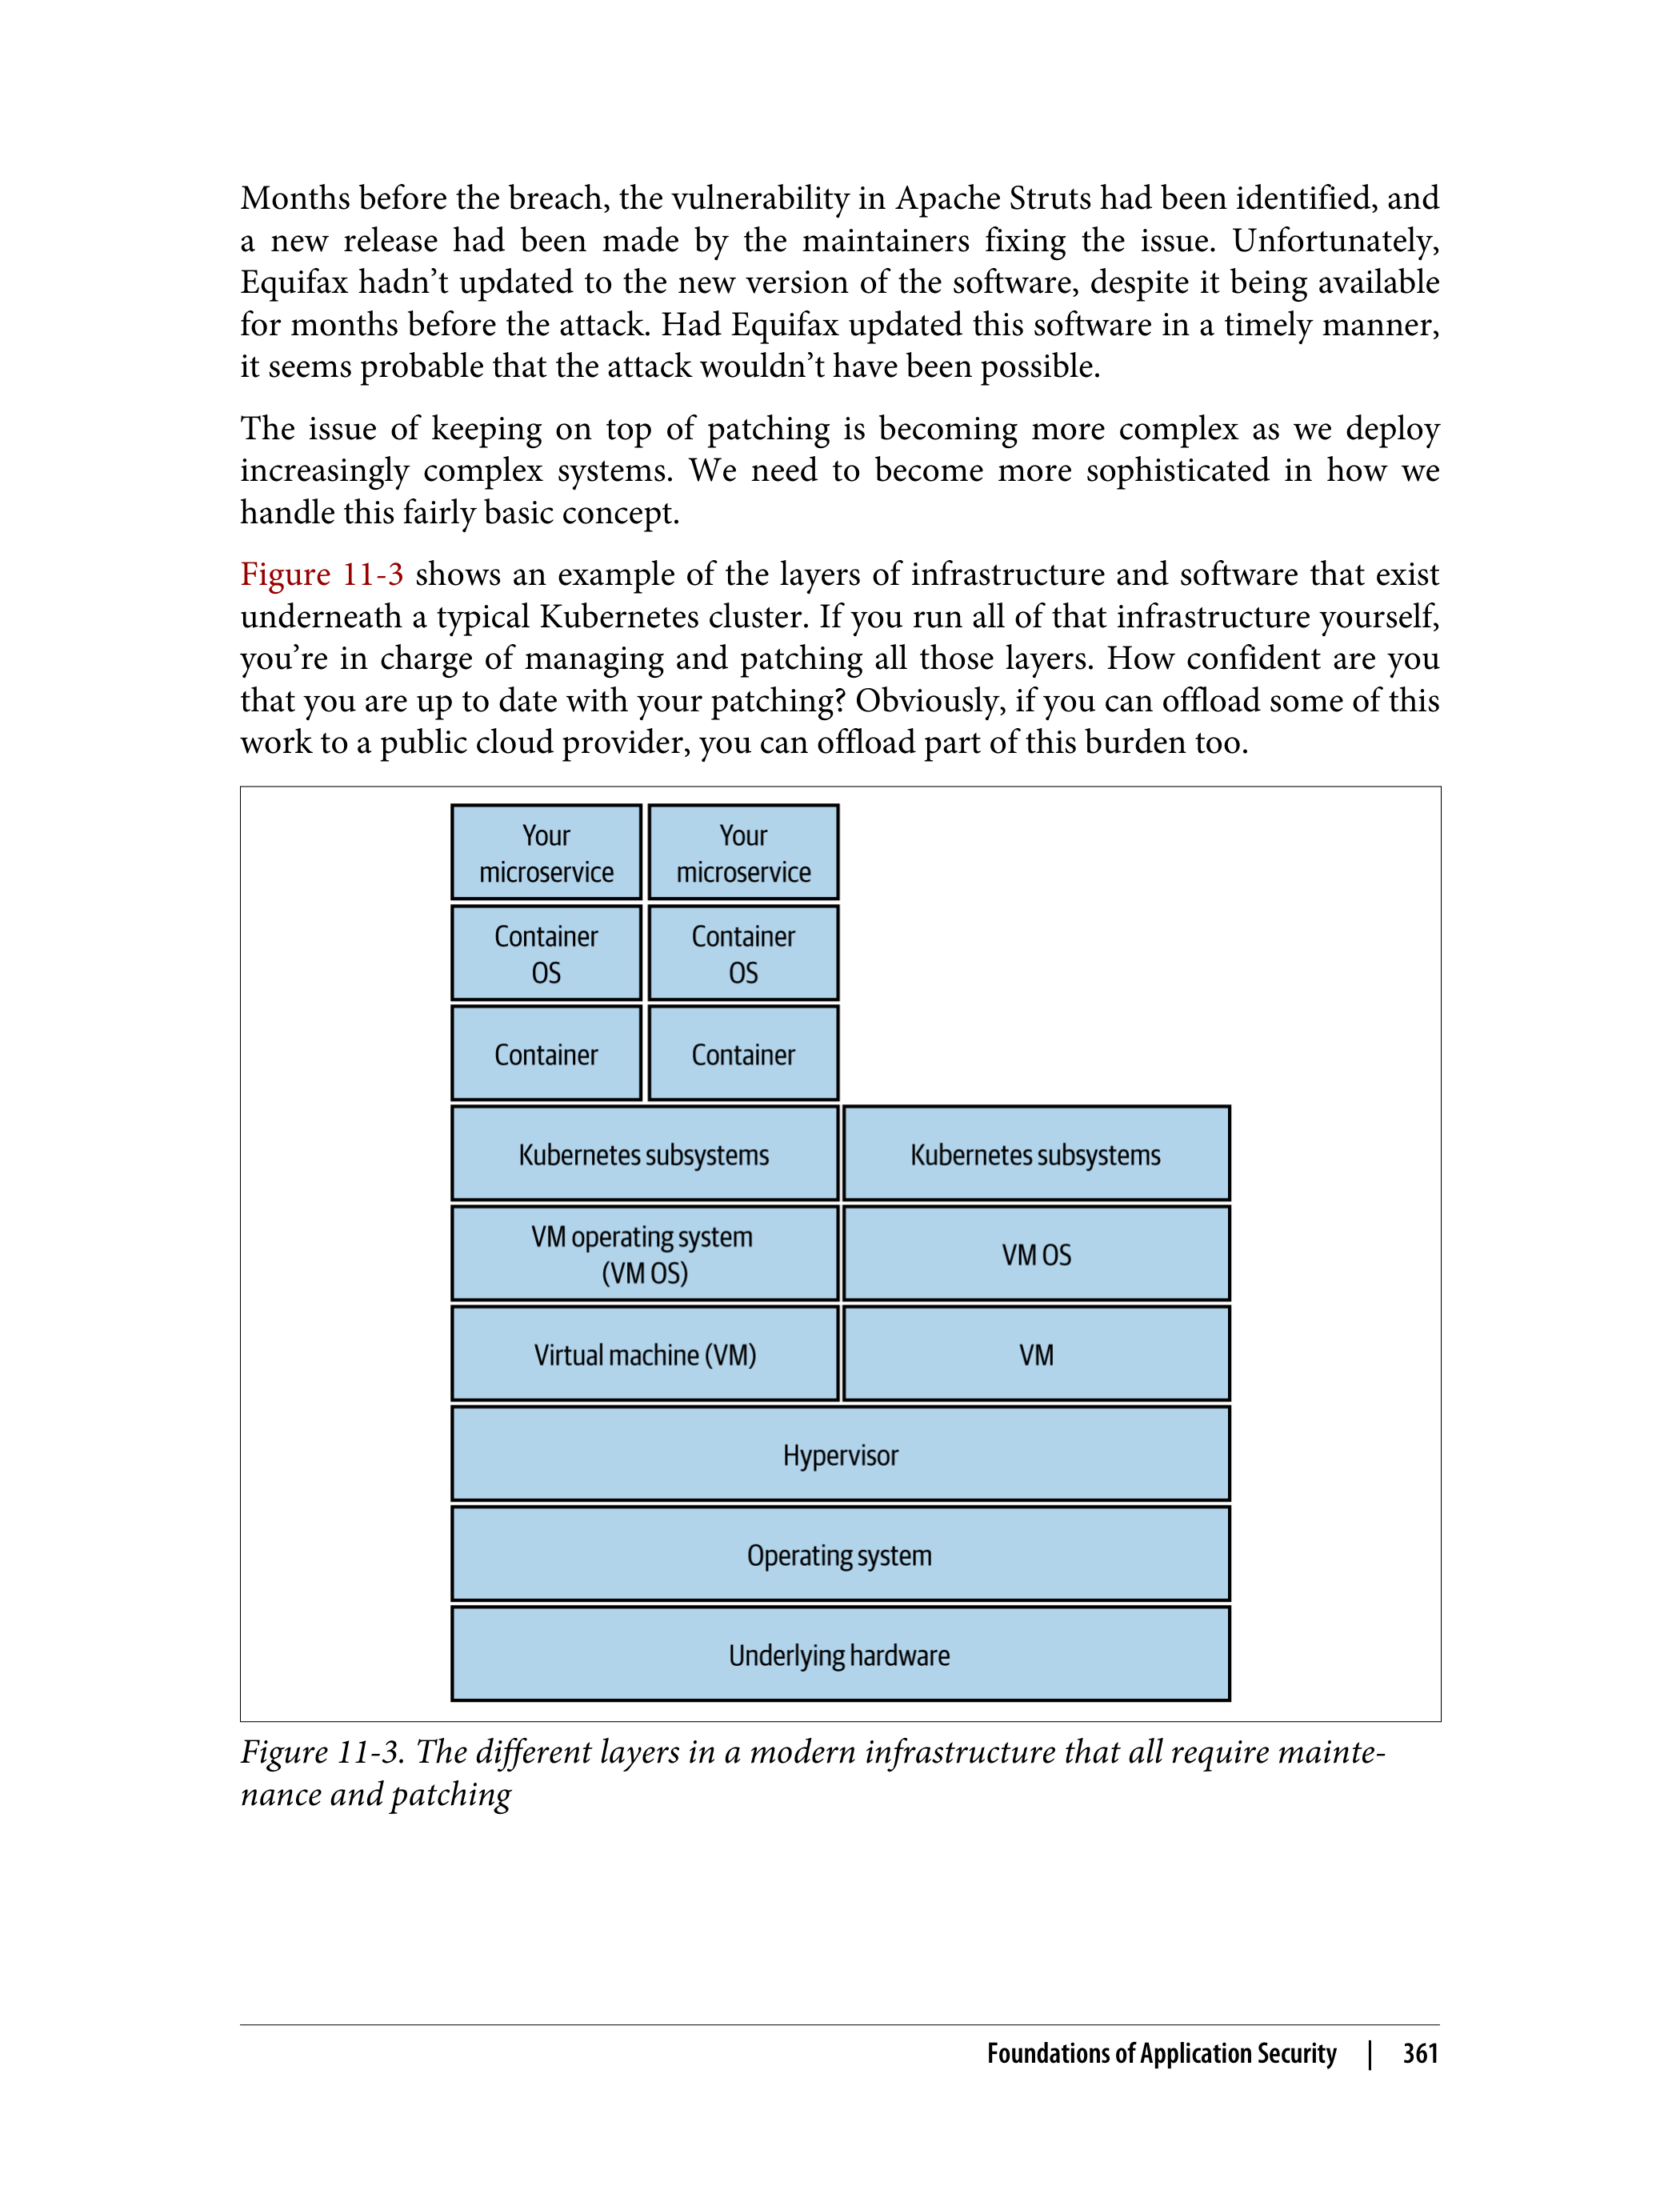 Months before the breach, the vulnerability in Apache Struts had been identified, and
a new release had been made by the maintainers fixing the issue. Unfortunately,
Equifax hadn’t updated to the new version of the software, despite it being available
for months before the attack. Had Equifax updated this software in a timely manner,
it seems probable that the attack wouldn’t have been possible.
The issue of keeping on top of patching is becoming more complex as we deploy
increasingly complex systems. We need to become more sophisticated in how we
handle this fairly basic concept.
Figure 11-3 shows an example of the layers of infrastructure and software that exist
underneath a typical Kubernetes cluster. If you run all of that infrastructure yourself,
you’re in charge of managing and patching all those layers. How confident are you
that you are up to date with your patching? Obviously, if you can offload some of this
work to a public cloud provider, you can offload part of this burden too.
Your
microservice
Your
microservice
Container
OS
Container
OS
Container
Container
Kubernetes subsystems
Kubernetes subsystems
VM operating system
(VM OS)
VM OS
Virtual machine (VM)
VM
Hypervisor
Operating system
Underlying hardware
Figure 11-3. The different layers in a modern infrastructure that all require mainte-
nance and patching
Foundations of Application Security | 361